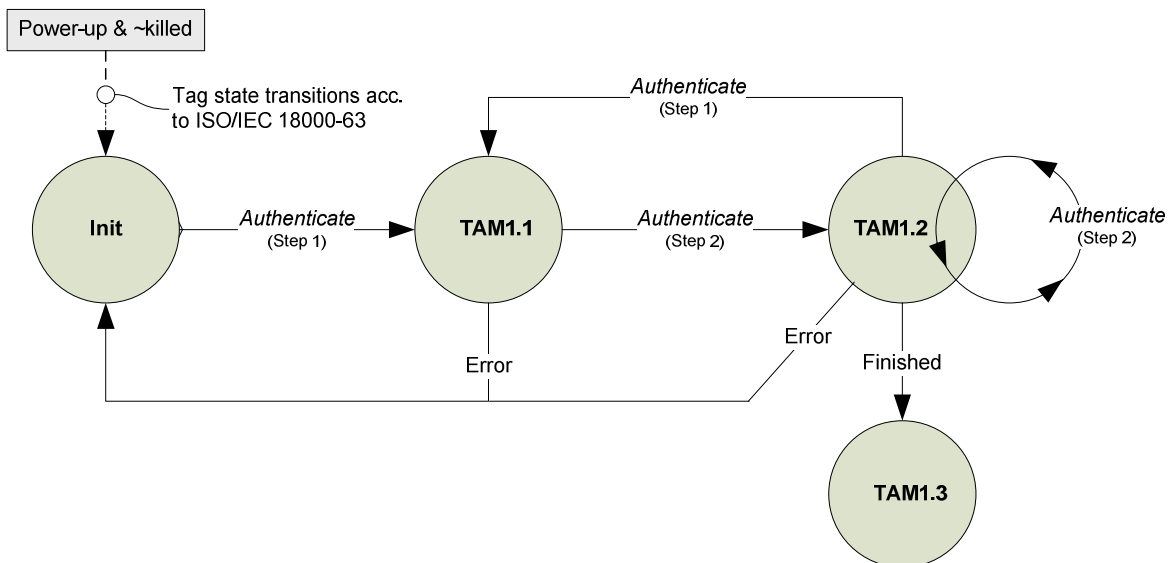 Power-up & ~killed
Tag state transitions acc.
to ISO/IEC 18000-63
Authenticate
(Step 1)
Init
Authenticate
(Step 1)
TAM1.1
Authenticate
(Step 2)
TAM1.2
Authenticate
(Step 2)
Error
Error
Finished
TAM1.3